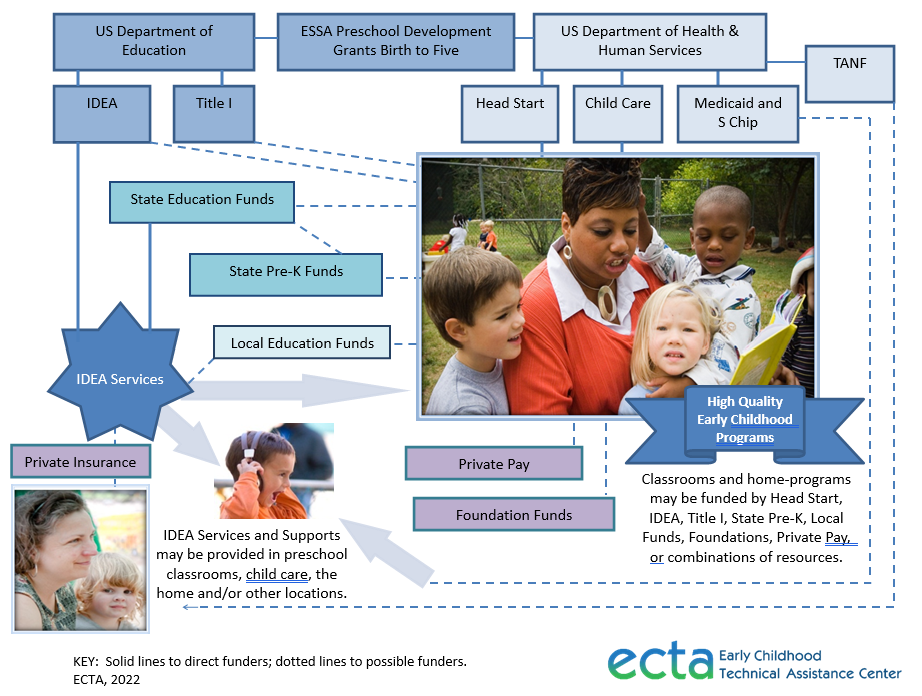 US Department of
Education
ESSA Preschool Development
Grants Birth to Five
US Department of Health &
Human Services
TANF
IDEA
Title I
Head Start
Child Care
Medicaid and
S Chip
State Education Funds
State Pre-K Funds
Local Education Funds
IDEA Services
High Quality
Early Childhood
Programs
Private Insurance
Private Pay
Foundation Funds
Classrooms and home-programs
may be funded by Head Start,
IDEA, Title I, State Pre-K, Local
Funds, Foundations, Private Pay,
or combinations of resources.
IDEA Services and Supports
may be provided in preschool
classrooms, child care, the
home and/or other locations.
KEY:  Solid lines to direct funders; dotted lines to possible funders.
ECTA, 2022
ecta Early Childhood
Technical Assistance Center